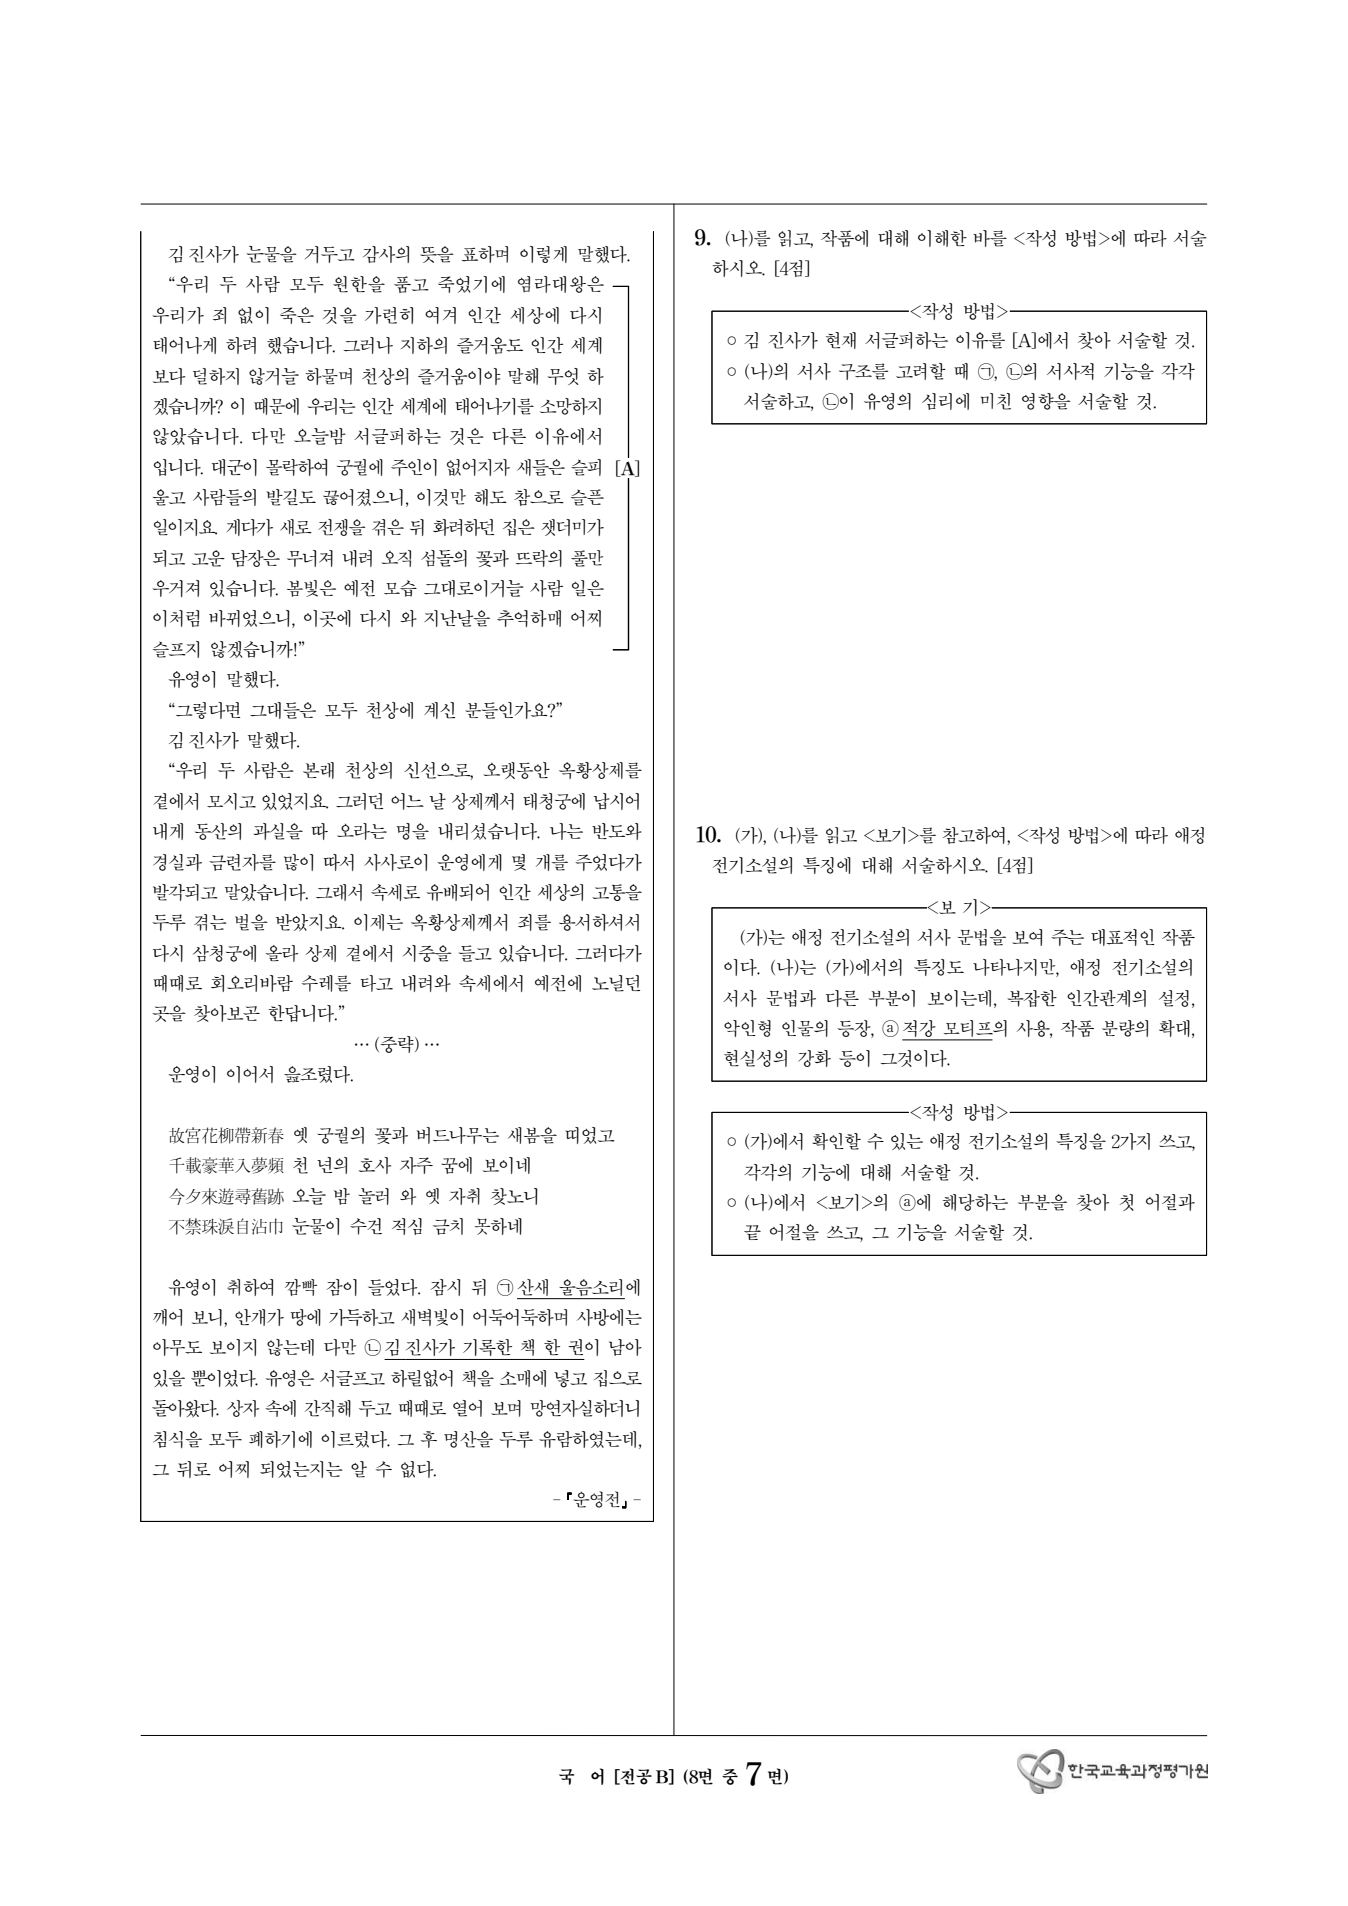 김 진사가 눈물을 거두고 감사의 뜻을 표하며 이렇게 말했다.
“우리 두 사람 모두 원한을 품고 죽었기에 염라대왕은
우리가 죄 없이 죽은 것을 가련히 여겨 인간 세상에 다시
태어나게 하려 했습니다. 그러나 지하의 즐거움도 인간 세계
보다 덜하지 않거늘 하물며 천상의 즐거움이야 말해 무엇 하
겠습니까? 이 때문에 우리는 인간 세계에 태어나기를 소망하지
않았습니다. 다만 오늘밤 서글퍼하는 것은 다른 이유에서
입니다. 대군이 몰락하여 궁궐에 주인이 없어지자 새들은 슬피
울고 사람들의 발길도 끊어졌으니, 이것만 해도 참으로 슬픈
일이지요. 게다가 새로 전쟁을 겪은 뒤 화려하던 집은 잿더미가
되고 고운 담장은 무너져 내려 오직 섬돌의 꽃과 뜨락의 풀만
우거져 있습니다. 봄빛은 예전 모습 그대로이거늘 사람 일은
이처럼 바뀌었으니, 이곳에 다시 와 지난날을 추억하매 어찌
슬프지 않겠습니까!”
[A]
유영이 말했다.
“그렇다면 그대들은 모두 천상에 계신 분들인가요?”
김 진사가 말했다.
“우리 두 사람은 본래 천상의 신선으로, 오랫동안 옥황상제를
곁에서 모시고 있었지요. 그러던 어느 날 상제께서 태청궁에 납시어
내게 동산의 과실을 따 오라는 명을 내리셨습니다. 나는 반도와
경실과 금련자를 많이 따서 사사로이 운영에게 몇 개를 주었다가
발각되고 말았습니다. 그래서 속세로 유배되어 인간 세상의 고통을
두루 겪는 벌을 받았지요. 이제는 옥황상제께서 죄를 용서하셔서
다시 삼청궁에 올라 상제 곁에서 시중을 들고 있습니다. 그러다가
때때로 회오리바람 수레를 타고 내려와 속세에서 예전에 노닐던
곳을 찾아보곤 한답니다.”
… (중략) …
운영이 이어서 읊조렸다.
故宮花柳帶新春 옛 궁궐의 꽃과 버드나무는 새봄을 띠었고
千載豪華入夢頻 천 년의 호사 자주 꿈에 보이네
今夕來遊尋舊跡 오늘 밤 놀러 와 옛 자취 찾노니
不禁珠淚自沾巾 눈물이 수건 적심 금치 못하네
유영이 취하여 깜빡 잠이 들었다. 잠시 뒤 ㉠산새 울음소리에
깨어 보니, 안개가 땅에 가득하고 새벽빛이 어둑어둑하며 사방에는
아무도 보이지 않는데 다만 ㉡김 진사가 기록한 책 한 권이 남아
있을 뿐이었다. 유영은 서글프고 하릴없어 책을 소매에 넣고 집으로
돌아왔다. 상자 속에 간직해 두고 때때로 열어 보며 망연자실하더니
침식을 모두 폐하기에 이르렀다. 그 후 명산을 두루 유람하였는데,
그 뒤로 어찌 되었는지는 알 수 없다.
-『운영전』-
9. (나)를 읽고, 작품에 대해 이해한 바를 <작성 방법>에 따라 서술
하시오. [4점]
<작성 방법>
○ 김 진사가 현재 서글퍼하는 이유를 [A]에서 찾아 서술할 것.
○ (나)의 서사 구조를 고려할 때 ㉠, ㉡의 서사적 기능을 각각
서술하고, ㉡이 유영의 심리에 미친 영향을 서술할 것.
10. (가), (나)를 읽고 <보기>를 참고하여, <작성 방법>에 따라 애정
전기소설의 특징에 대해 서술하시오. [4점]
<보 기>
(가)는 애정 전기소설의 서사 문법을 보여 주는 대표적인 작품
이다. (나)는 (가)에서의 특징도 나타나지만, 애정 전기소설의
서사 문법과 다른 부분이 보이는데, 복잡한 인간관계의 설정,
악인형 인물의 등장, ⓐ적강 모티프의 사용, 작품 분량의 확대,
현실성의 강화 등이 그것이다.
<작성 방법>
○ (가)에서 확인할 수 있는 애정 전기소설의 특징을 2가지 쓰고,
각각의 기능에 대해 서술할 것.
○ (나)에서 <보기>의 ⓐ에 해당하는 부분을 찾아 첫 어절과
끝 어절을 쓰고, 그 기능을 서술할 것.
국 어 [전공 B] (8면 중 7 면)
한국교육과정평가원